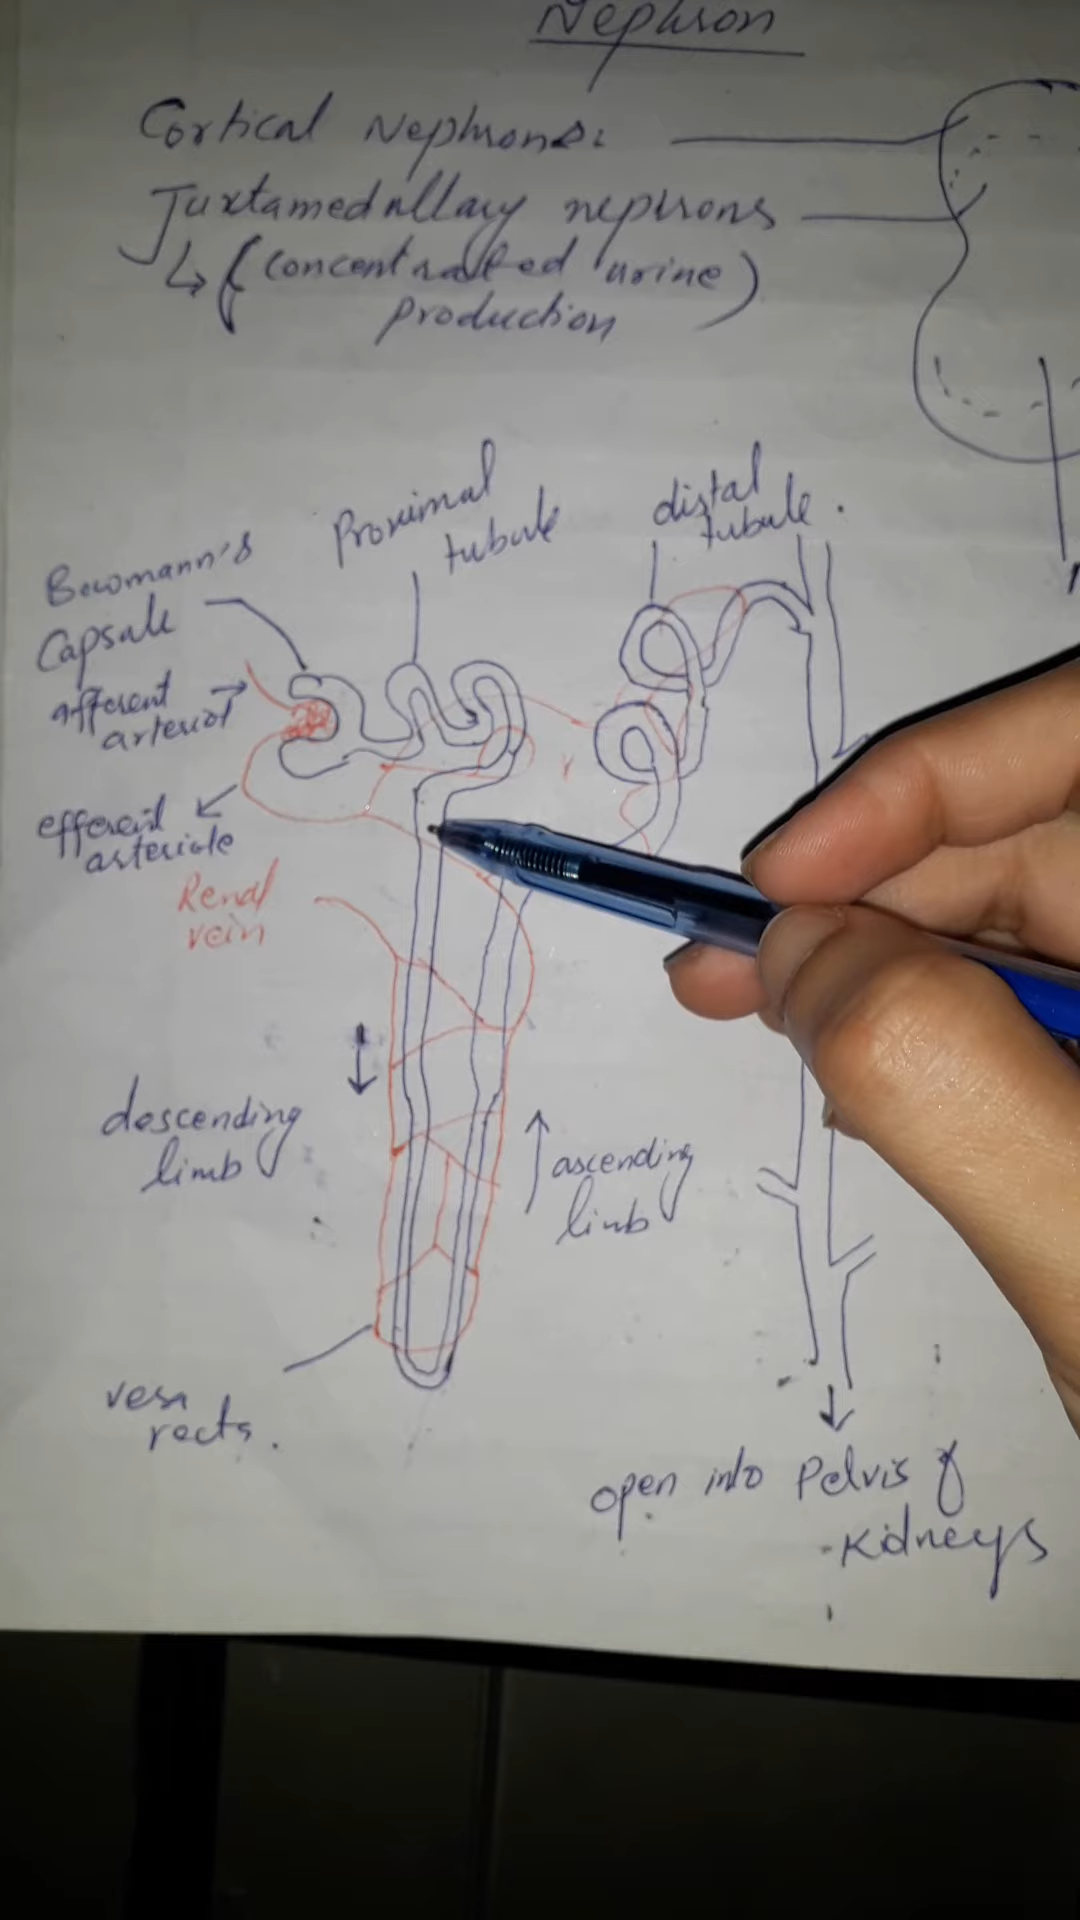 Nephron
Cortical Nephrons:
Juxtamedullary nephrons
↳ (concentrated urine)
production
Proximal
tubule
distal
tubule.
Bowmann's
Capsule
afferent →
arteriol
efferent
arteriole
Renal
vein
descending
limb
ascending
limb
vesa
recta.
open into Pelvis of
Kidneys